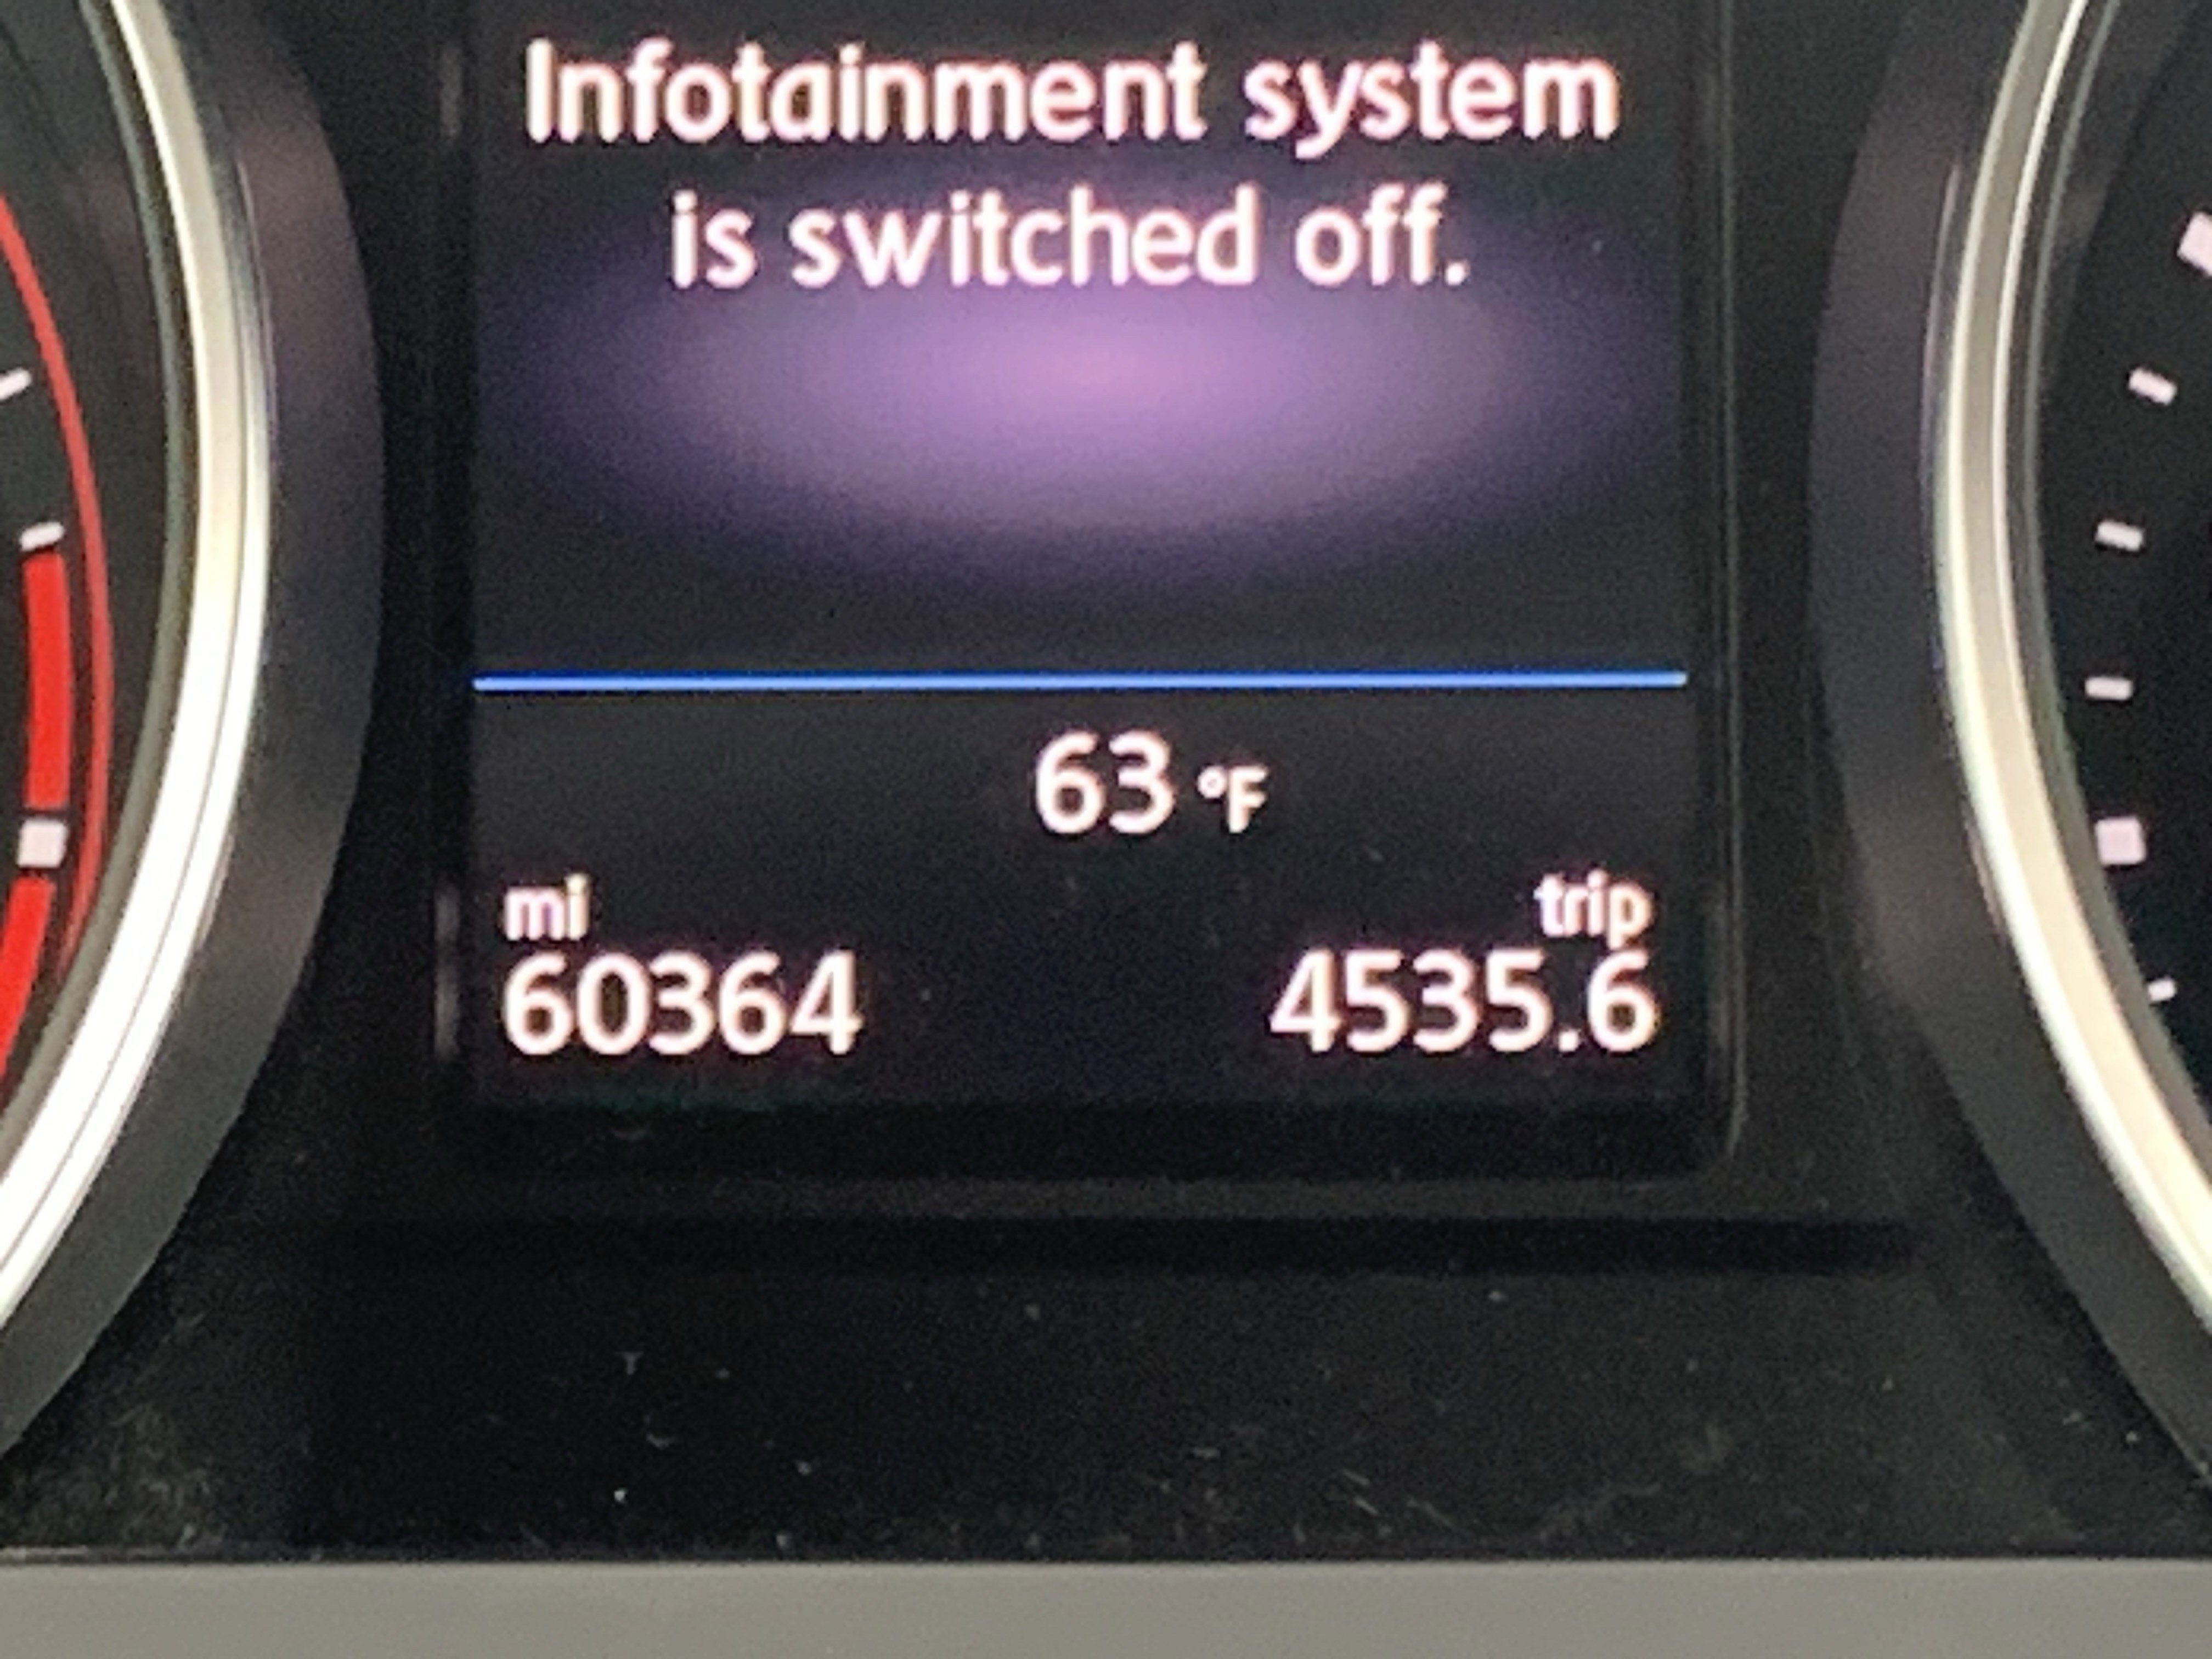 Infotainment system
is switched off.
63 °F
mi
trip
60364
4535.6